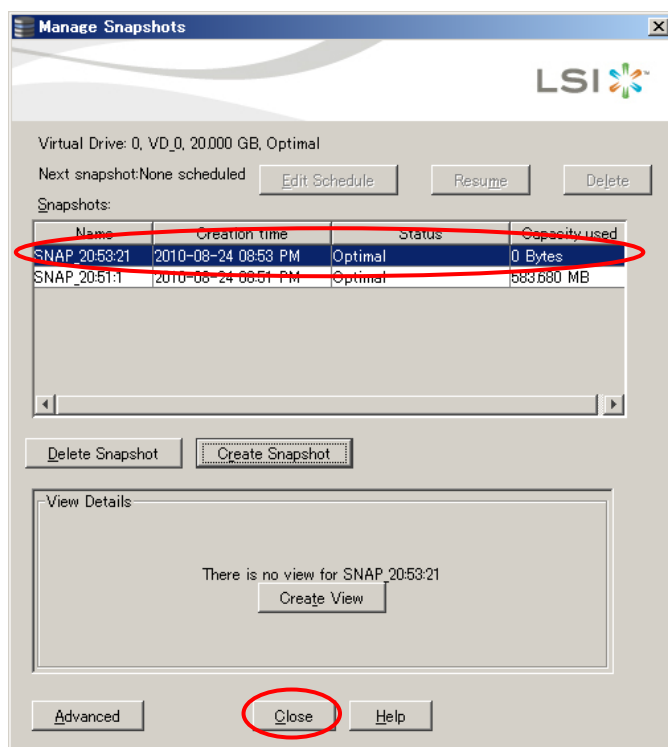 Manage Snapshots
LSI
Virtual Drive: 0, VD_0, 20.000 GB, Optimal
Next snapshot:None scheduled Edit Schedule Resume Delete
Snapshots:
Name Creation time Status Capacity used
SNAP_20:53:21 2010-08-24 08:53 PM Optimal 0 Bytes
SNAP_20:51:1 2010-08-24 08:51 PM Optimal 583.680 MB
Delete Snapshot Create Snapshot
View Details
There is no view for SNAP_20:53:21
Create View
Advanced Close Help